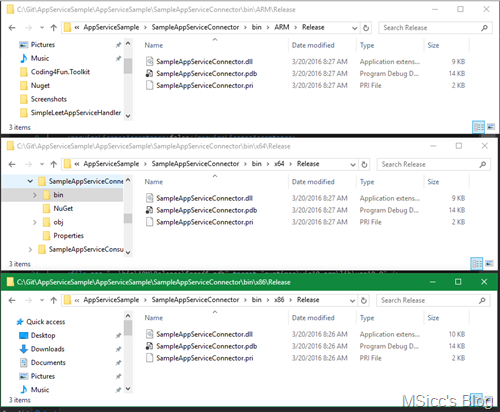 C:\Git\AppServiceSample\SampleAppServiceConnector\bin\ARM\Release
« AppServiceSample › SampleAppServiceConnector › bin › ARM › Release
Search Release
Name Date modified Type Size
Pictures
Music
Coding4Fun.Toolkit
Nuget
Screenshots
SimpleLeetAppServiceHandler
SampleAppServiceConnector.dll 3/20/2016 8:27 AM Application extens... 9 KB
SampleAppServiceConnector.pdb 3/20/2016 8:27 AM Program Debug D... 14 KB
SampleAppServiceConnector.pri 3/20/2016 8:27 AM PRI File 2 KB
3 items
C:\Git\AppServiceSample\SampleAppServiceConnector\bin\x64\Release
« AppServiceSample › SampleAppServiceConnector › bin › x64 › Release
Search Release
Name Date modified Type Size
SampleAppServiceConne
bin
NuGet
obj
Properties
SampleAppServiceConsu
SampleAppServiceConnector.dll 3/20/2016 8:27 AM Application extens... 9 KB
SampleAppServiceConnector.pdb 3/20/2016 8:27 AM Program Debug D... 14 KB
SampleAppServiceConnector.pri 3/20/2016 8:27 AM PRI File 2 KB
3 items
C:\Git\AppServiceSample\SampleAppServiceConnector\bin\x86\Release
« AppServiceSample › SampleAppServiceConnector › bin › x86 › Release
Search Release
Name Date modified Type Size
Quick access
Desktop
Downloads
Documents
Pictures
Music
SampleAppServiceConnector.dll 3/20/2016 8:26 AM Application extens... 10 KB
SampleAppServiceConnector.pdb 3/20/2016 8:26 AM Program Debug D... 14 KB
SampleAppServiceConnector.pri 3/20/2016 8:26 AM PRI File 2 KB
3 items
MSicc's Blog